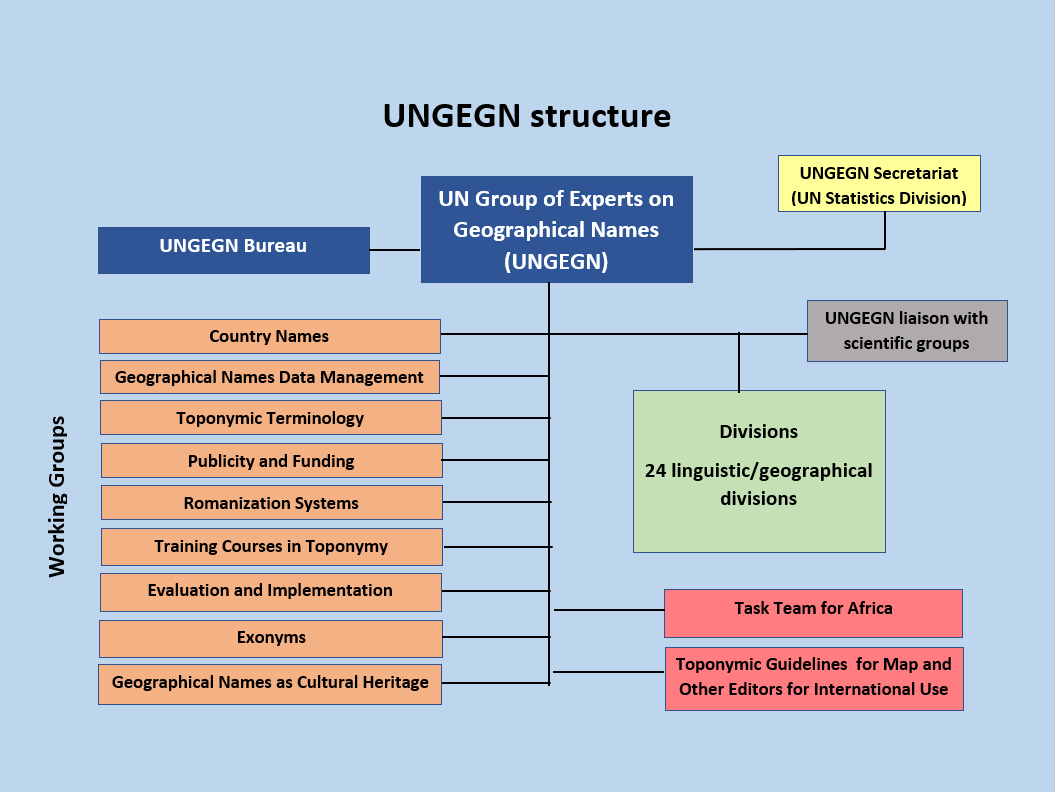 UNGEGN structure
UNGEGN Secretariat
(UN Statistics Division)
UN Group of Experts on
Geographical Names
(UNGEGN)
UNGEGN Bureau
UNGEGN liaison with
scientific groups
Working Groups
Country Names
Geographical Names Data Management
Toponymic Terminology
Publicity and Funding
Romanization Systems
Training Courses in Toponymy
Evaluation and Implementation
Exonyms
Geographical Names as Cultural Heritage
Divisions
24 linguistic/geographical
divisions
Task Team for Africa
Toponymic Guidelines for Map and
Other Editors for International Use